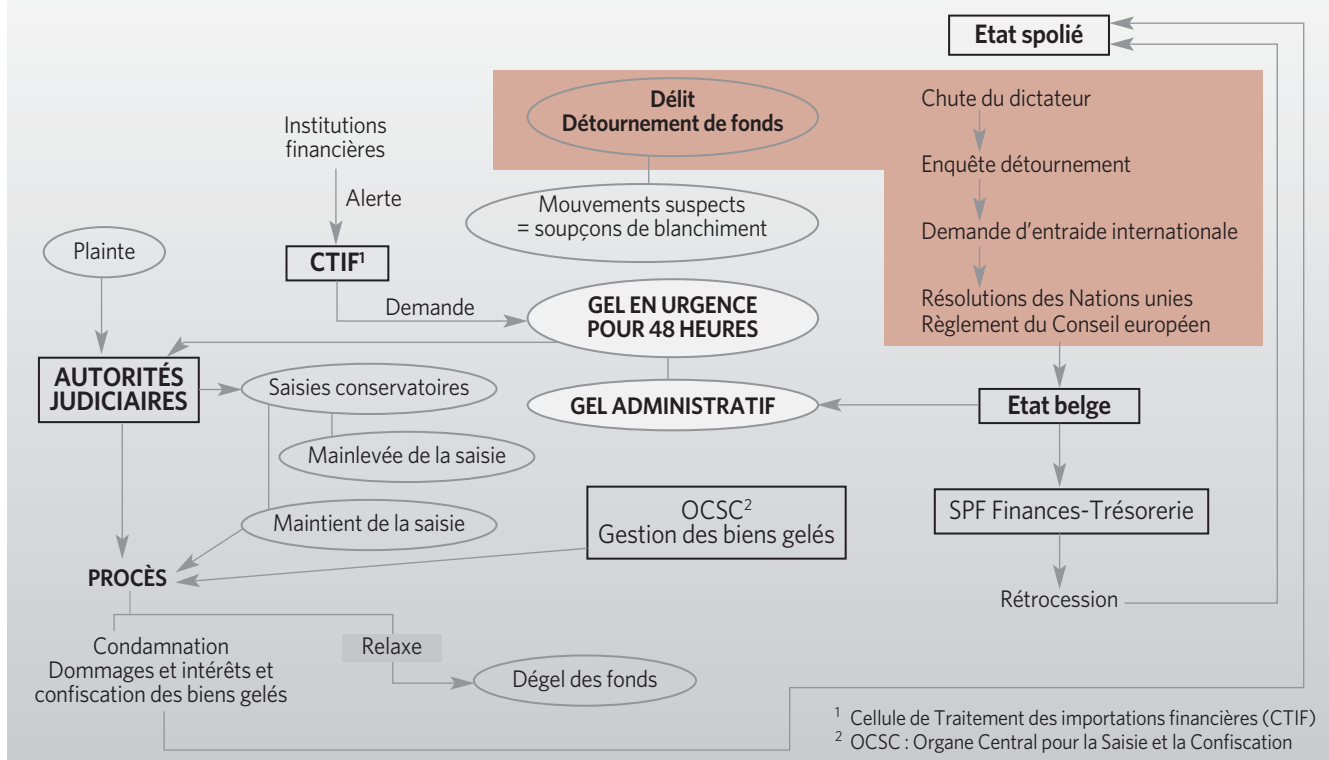 Etat spolié
Délit
Détournement de fonds
Chute du dictateur
Institutions
financières
Enquête détournement
Alerte
Mouvements suspects
= soupçons de blanchiment
Demande d'entraide internationale
Plainte
CTIF¹
Demande
GEL EN URGENCE
POUR 48 HEURES
Résolutions des Nations unies
Règlement du Conseil européen
AUTORITÉS
JUDICIAIRES
Saisies conservatoires
GEL ADMINISTRATIF
Etat belge
Mainlevée de la saisie
OCSC²
Gestion des biens gelés
SPF Finances-Trésorerie
Maintient de la saisie
PROCÈS
Rétrocession
Condamnation
Dommages et intérêts et
confiscation des biens gelés
Relaxe
Dégel des fonds
¹ Cellule de Traitement des importations financières (CTIF)
² OCSC : Organe Central pour la Saisie et la Confiscation